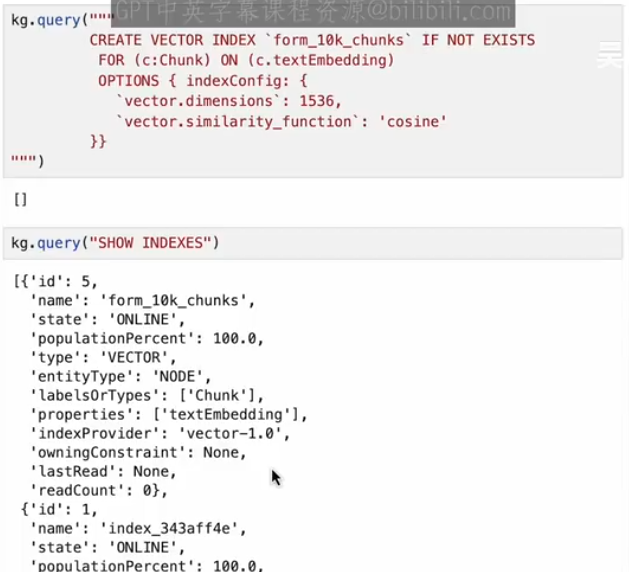 GPT中英字幕课程资源@bilibili.com
吴
kg.query("""
CREATE VECTOR INDEX `form_10k_chunks` IF NOT EXISTS
FOR (c:Chunk) ON (c.textEmbedding)
OPTIONS { indexConfig: {
`vector.dimensions`: 1536,
`vector.similarity_function`: 'cosine'
}}
""")
[]
kg.query("SHOW INDEXES")
[{'id': 5,
'name': 'form_10k_chunks',
'state': 'ONLINE',
'populationPercent': 100.0,
'type': 'VECTOR',
'entityType': 'NODE',
'labelsOrTypes': ['Chunk'],
'properties': ['textEmbedding'],
'indexProvider': 'vector-1.0',
'owningConstraint': None,
'lastRead': None,
'readCount': 0},
{'id': 1,
'name': 'index_343aff4e',
'state': 'ONLINE',
'populationPercent': 100.0,